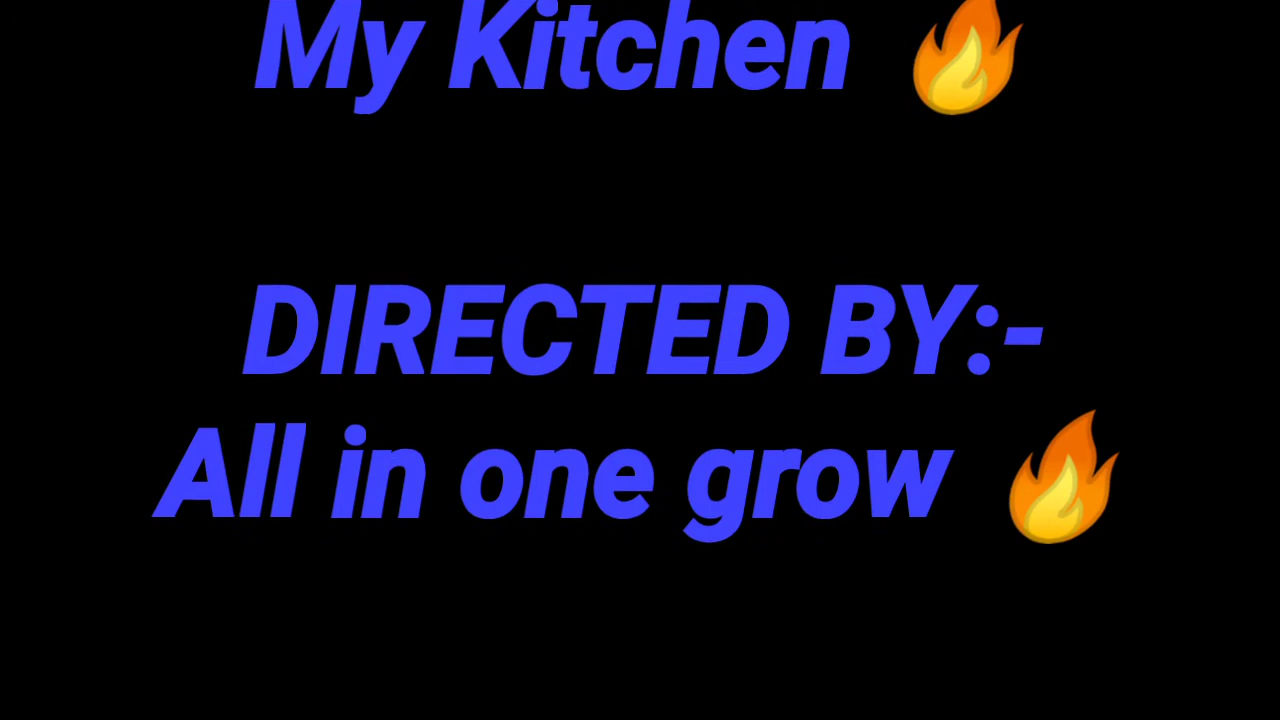 My Kitchen 🔥
DIRECTED BY:-
All in one grow 🔥